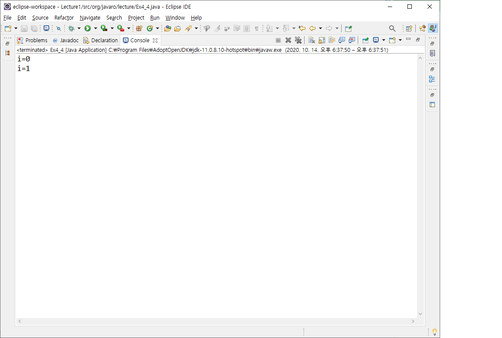 eclipse-workspace - Lecture1/src/org/javaro/lecture/Ex4_4.java - Eclipse IDE
File Edit Source Refactor Navigate Search Project Run Window Help
Problems Javadoc Declaration Console
<terminated> Ex4_4 [Java Application] C:₩Program Files₩AdoptOpenJDK₩jdk-11.0.8.10-hotspot₩bin₩javaw.exe (2020. 10. 14. 오후 6:37:50 – 오후 6:37:51)
i=0
i=1